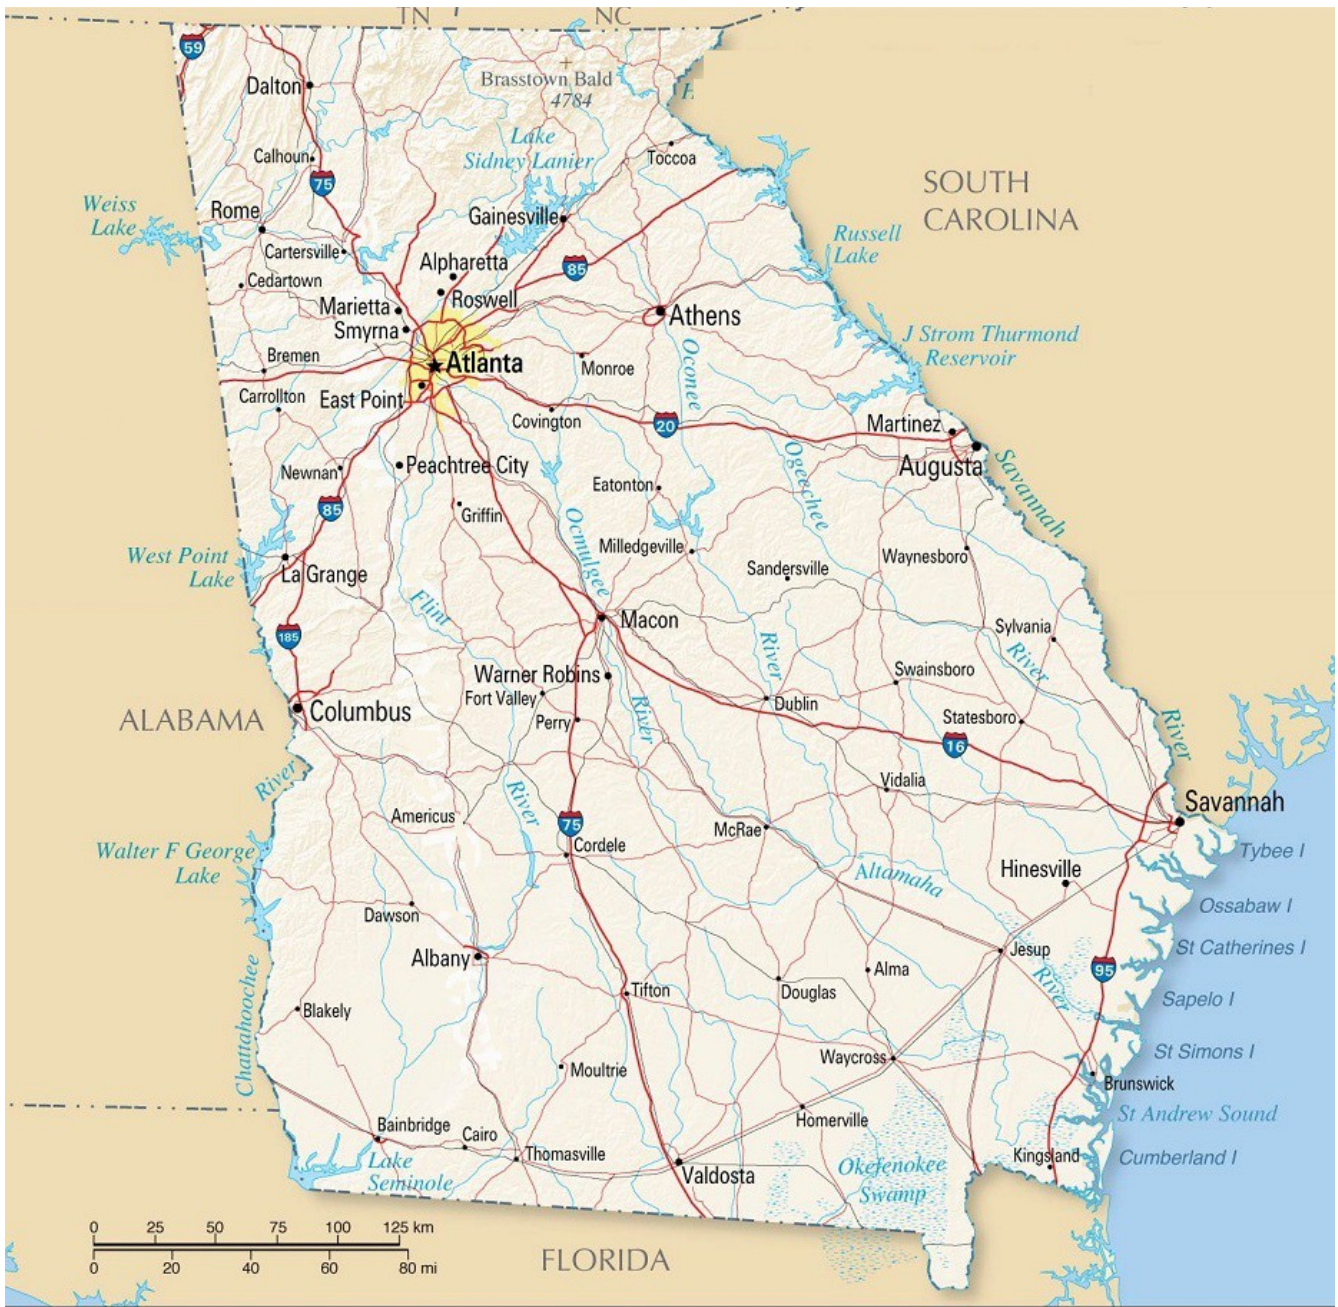 TN
NC
59
Dalton
Brasstown Bald
4784
H
Lake
Sidney Lanier
Toccoa
Calhoun
75
SOUTH
CAROLINA
Weiss
Lake
Rome
Gainesville
Cartersville
Russell
Lake
Alpharetta
85
Cedartown
Roswell
Marietta
Smyrna
Athens
J Strom Thurmond
Reservoir
Bremen
Atlanta
Monroe
Oconee
Carrollton
East Point
Covington
20
Martinez
Augusta
Savannah
Newnan
Peachtree City
Ogeechee
Eatonton
85
Griffin
Ocmulgee
West Point
Lake
La Grange
Milledgeville
Sandersville
Waynesboro
Flint
Macon
185
Sylvania
River
River
Warner Robins
Swainsboro
Fort Valley
River
Dublin
ALABAMA
Columbus
Perry
Statesboro
River
16
River
River
Vidalia
Savannah
Americus
75
McRae
Cordele
Walter F George
Lake
Tybee I
Hinesville
Altamaha
Dawson
Ossabaw I
Albany
Jesup
St Catherines I
Chattahoochee
Alma
95
Tifton
Douglas
River
Sapelo I
Blakely
Moultrie
Waycross
St Simons I
Brunswick
Homerville
St Andrew Sound
Bainbridge
Cairo
Thomasville
Kingsland
Cumberland I
Lake
Seminole
Valdosta
Okefenokee
Swamp
0 25 50 75 100 125 km
0 20 40 60 80 mi
FLORIDA